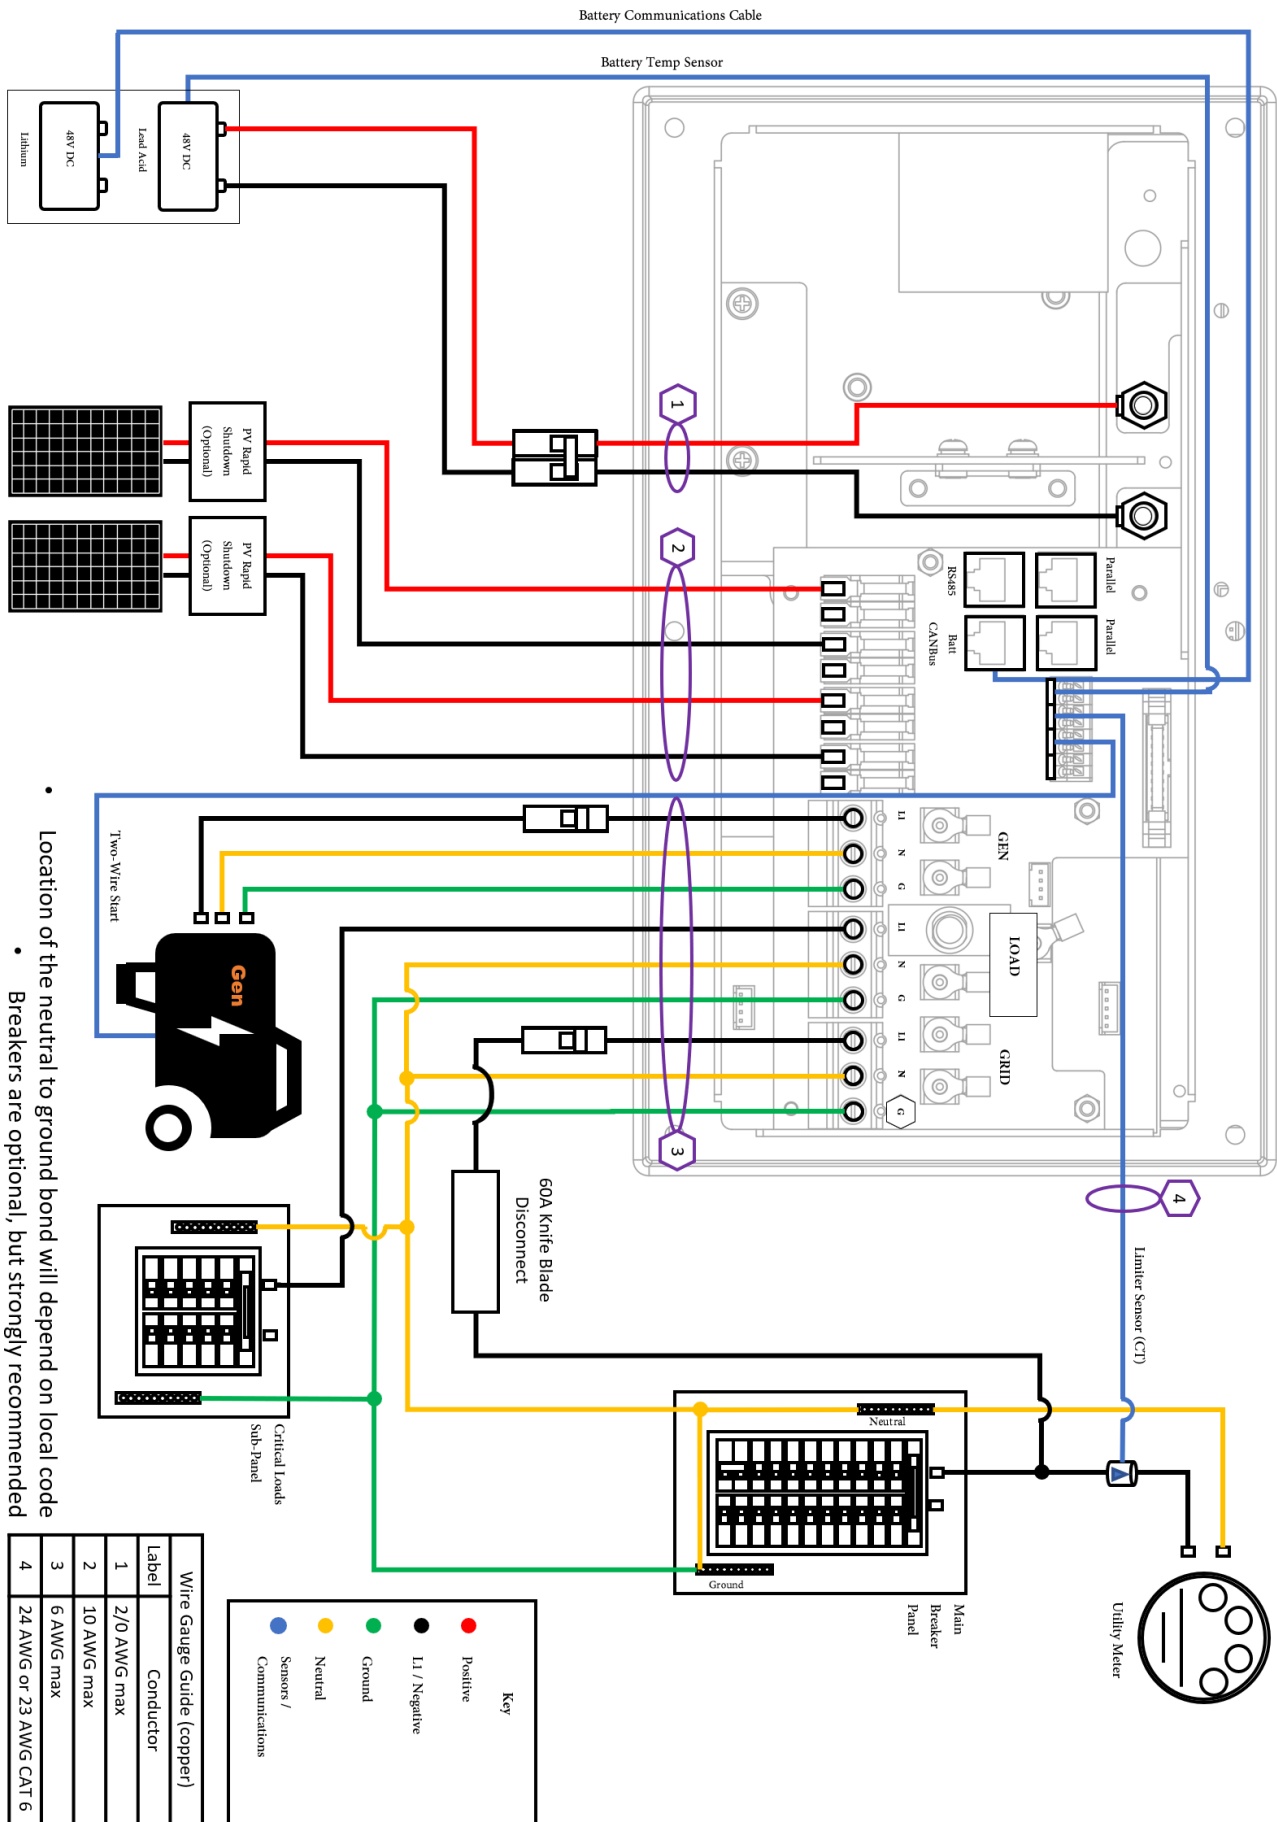 Battery Communications Cable
Battery Temp Sensor
48V DC
Lithium
48V DC
Lead Acid
PV Rapid
Shutdown
(Optional)
PV Rapid
Shutdown
(Optional)
1
2
3
4
RS485
Parallel
Batt
CANBus
Parallel
L1
N
G
GEN
L1
N
G
LOAD
L1
N
G
GRID
Two-Wire Start
Gen
60A Knife Blade
Disconnect
Limiter Sensor (CT)
Critical Loads
Sub-Panel
Neutral
Ground
Main
Breaker
Panel
Utility Meter
• Location of the neutral to ground bond will depend on local code
• Breakers are optional, but strongly recommended
Key
Positive
L1 / Negative
Ground
Neutral
Sensors /
Communications
Wire Gauge Guide (copper)
Label Conductor
1 2/0 AWG max
2 10 AWG max
3 6 AWG max
4 24 AWG or 23 AWG CAT 6